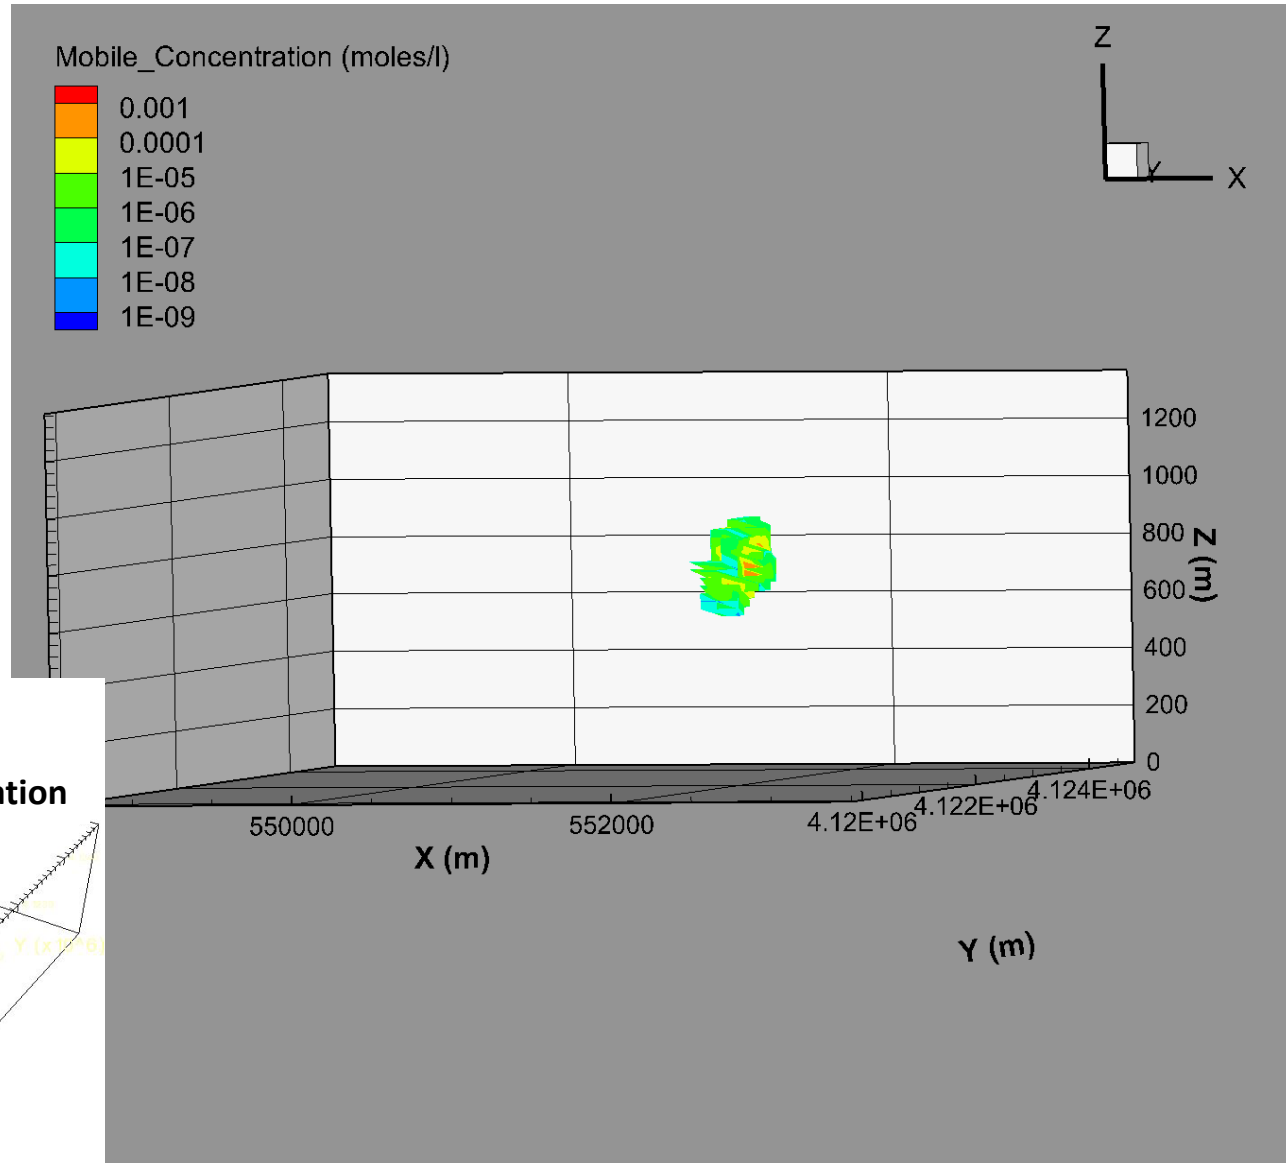 Mobile_Concentration (moles/l)
0.001
0.0001
1E-05
1E-06
1E-07
1E-08
1E-09
Z
Y
X
1200
1000
800
600
400
200
0
Z (m)
4.124E+06
4.122E+06
4.12E+06
550000
552000
X (m)
Y (m)
ntion